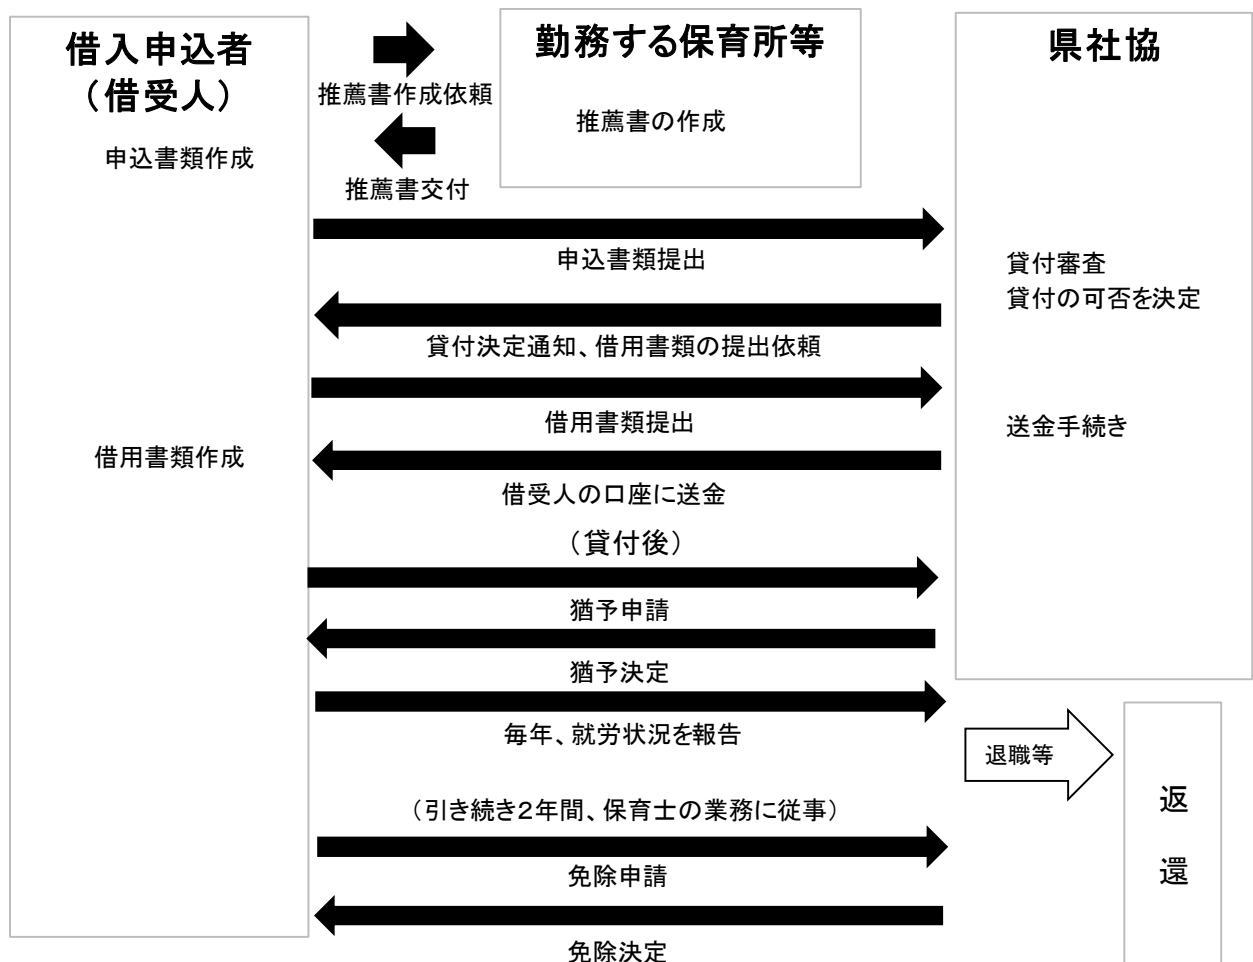 借入申込者
（借受人）
申込書類作成
推薦書作成依頼
推薦書交付
勤務する保育所等
推薦書の作成
県社協
申込書類提出
貸付審査
貸付の可否を決定
貸付決定通知、借用書類の提出依頼
借用書類提出
送金手続き
借用書類作成
借受人の口座に送金
（貸付後）
猶予申請
猶予決定
毎年、就労状況を報告
退職等
返
還
（引き続き２年間、保育士の業務に従事）
免除申請
免除決定